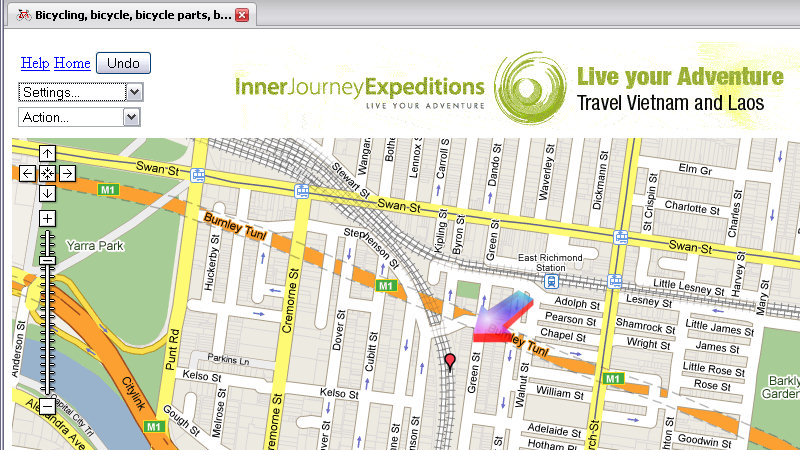 Bicycling, bicycle, bicycle parts, b...
Help Home Undo
Settings...
Action...
InnerJourneyExpeditions
LIVE YOUR ADVENTURE
Live your Adventure
Travel Vietnam and Laos
Swan-St
M1
Stewart St
Swan-St
Burnley Tunl
Yarra Park
Huckerby St
Cremorne St
Stephenson St
Wangara
Lennox
Carroll St
Dando St
Waverley St
Dickmann St
St Crispin St
Elm Gr
Charlotte St
Charles St
Kipling St
Byron St
Green St
Swan-St
East Richmond
Station
Harvey St
Mary St
Little Lesney St
Lesney St
M1
Adolph St
Pearson St
Chapel St
Shamrock St
Wright St
Little James St
James St
Little Rose St
Rose St
Burnley Tunl
Punt Rd
Dover St
Cubitt St
Cremorne St
Parkins Ln
Kelso St
Kelso St
Melrose St
Gough St
Green St
Walnut St
William St
M1
Adelaide St
Goodwin St
Anderson St
Citylink
M1
Capital City Trl
Alexandra Ave